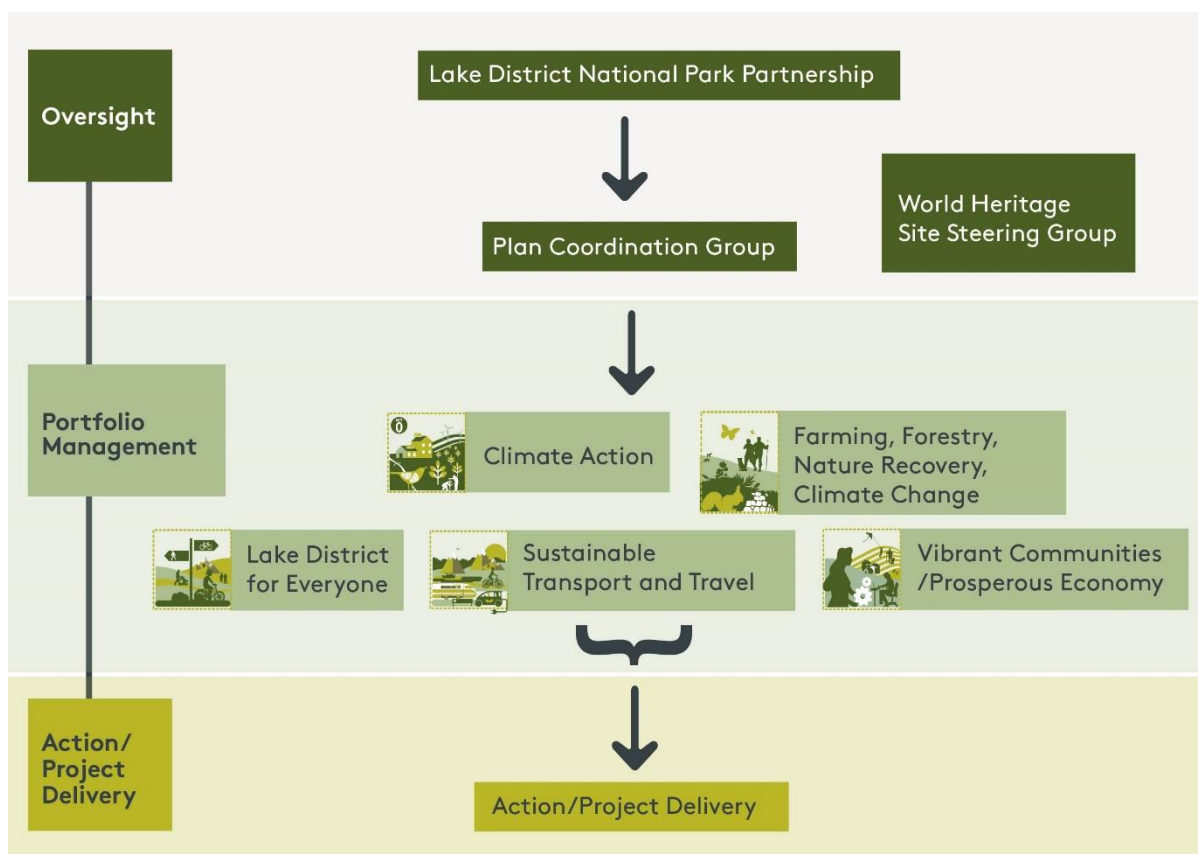 Oversight
Lake District National Park Partnership
World Heritage
Site Steering Group
Plan Coordination Group
Portfolio
Management
Climate Action
Farming, Forestry,
Nature Recovery,
Climate Change
Lake District
for Everyone
Sustainable
Transport and Travel
Vibrant Communities
/Prosperous Economy
Action/
Project
Delivery
Action/Project Delivery